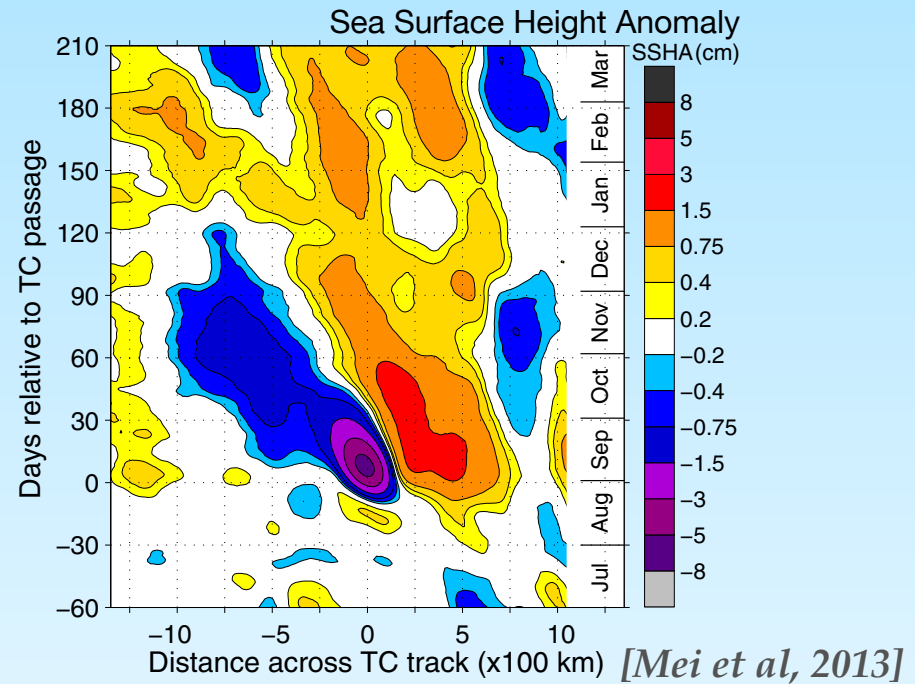 Sea Surface Height Anomaly
SSHA (cm)
Days relative to TC passage
210
180
150
120
90
60
30
0
−30
−60
Mar
Feb
Jan
Dec
Nov
Oct
Sep
Aug
Jul
8
5
3
1.5
0.75
0.4
0.2
−0.2
−0.4
−0.75
−1.5
−3
−5
−8
−10 −5 0 5 10
Distance across TC track (x100 km)
[Mei et al, 2013]